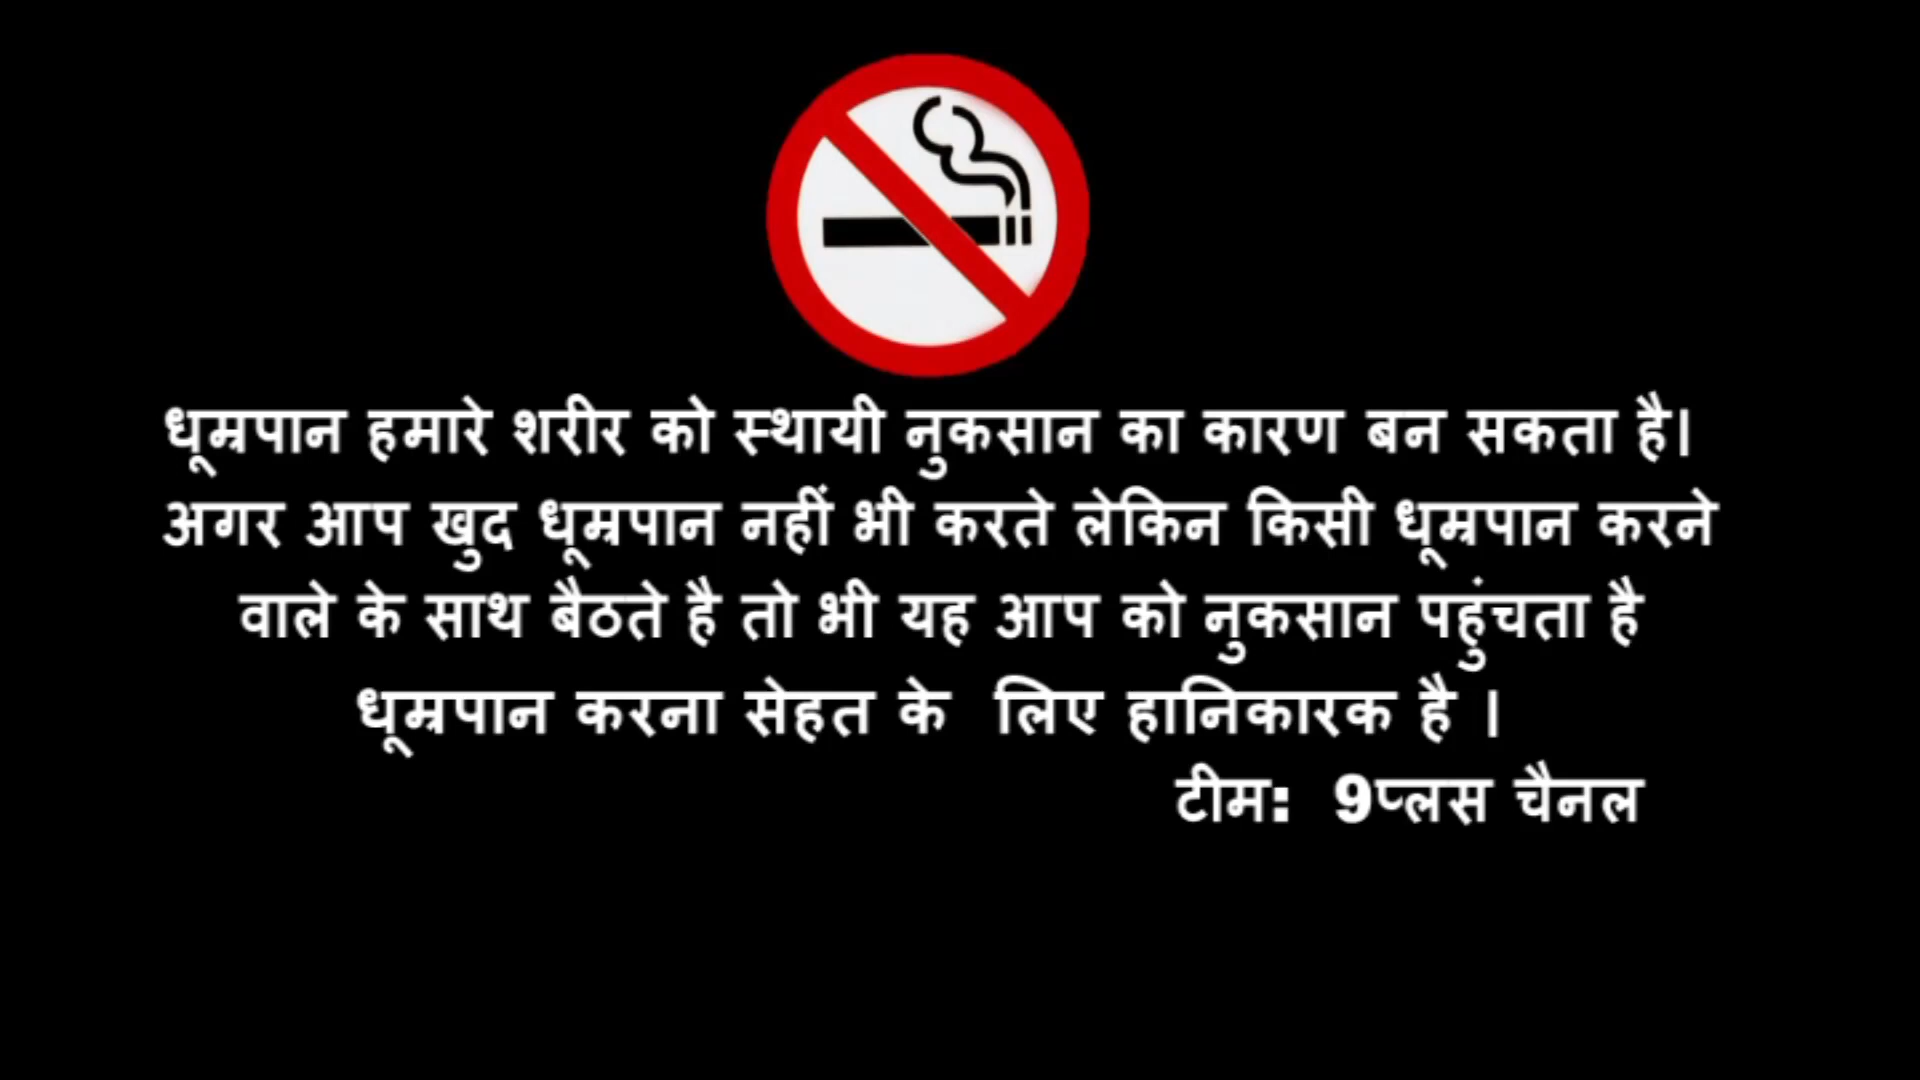 धूम्रपान हमारे शरीर को स्थायी नुकसान का कारण बन सकता है।
अगर आप खुद धूम्रपान नहीं भी करते लेकिन किसी धूम्रपान करने
वाले के साथ बैठते है तो भी यह आप को नुकसान पहुंचता है
धूम्रपान करना सेहत के लिए हानिकारक है ।
टीम: 9प्लस चैनल